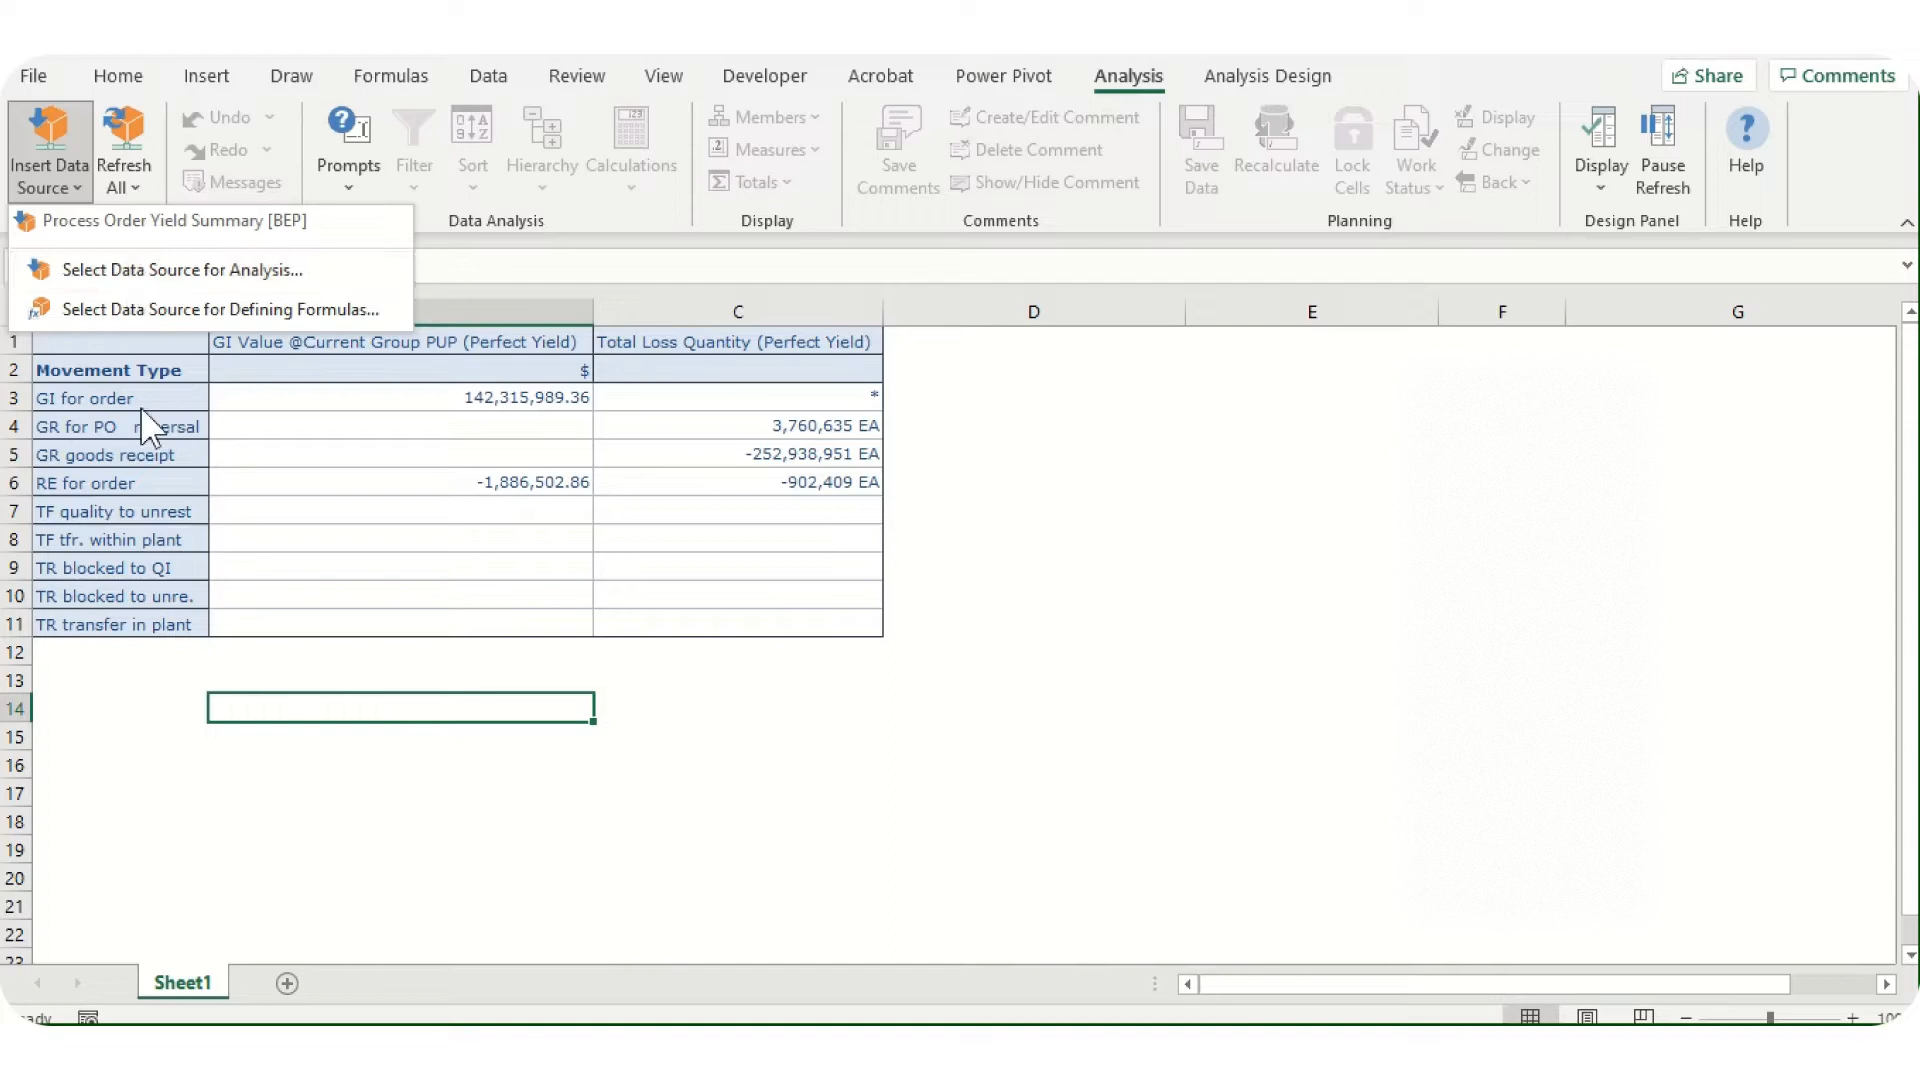 File Home Insert Draw Formulas Data Review View Developer Acrobat Power Pivot Analysis Analysis Design Share Comments
Insert Data Source
Refresh All
Undo
Redo
Messages
Prompts
Filter
Sort
Hierarchy
Calculations
Data Analysis
Members
Measures
Totals
Display
Save Comments
Create/Edit Comment
Delete Comment
Show/Hide Comment
Comments
Save Data
Recalculate
Lock Cells
Work Status
Display
Change
Back
Planning
Display
Pause Refresh
Design Panel
Help
Help
Process Order Yield Summary [BEP]
Select Data Source for Analysis...
Select Data Source for Defining Formulas...
C D E F G
1 GI Value @Current Group PUP (Perfect Yield) Total Loss Quantity (Perfect Yield)
2 Movement Type $
3 GI for order 142,315,989.36 *
4 GR for PO 3,760,635 EA
5 GR goods receipt -252,938,951 EA
6 RE for order -1,886,502.86 -902,409 EA
7 TF quality to unrest
8 TF tfr. within plant
9 TR blocked to QI
10 TR blocked to unre.
11 TR transfer in plant
12
13
14
15
16
17
18
19
20
21
22
23
Sheet1